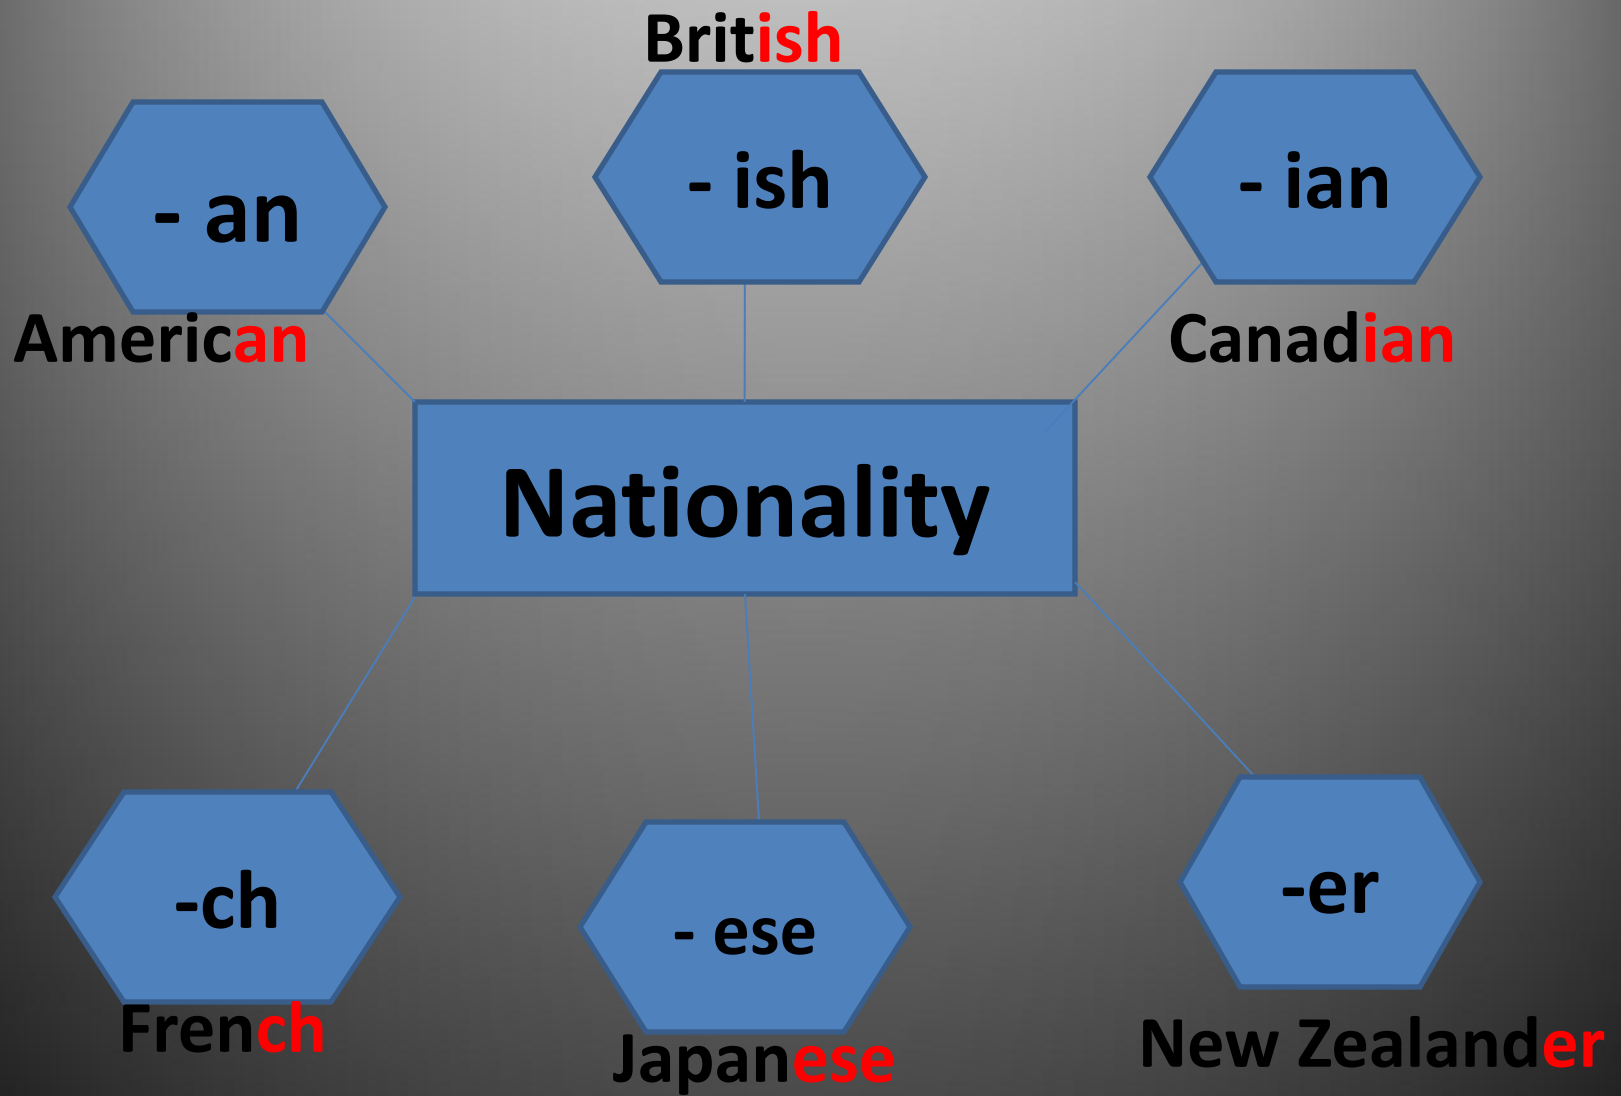 British
- an
- ish
- ian
American
Canadian
Nationality
-ch
- ese
-er
French
Japanese
New Zealander